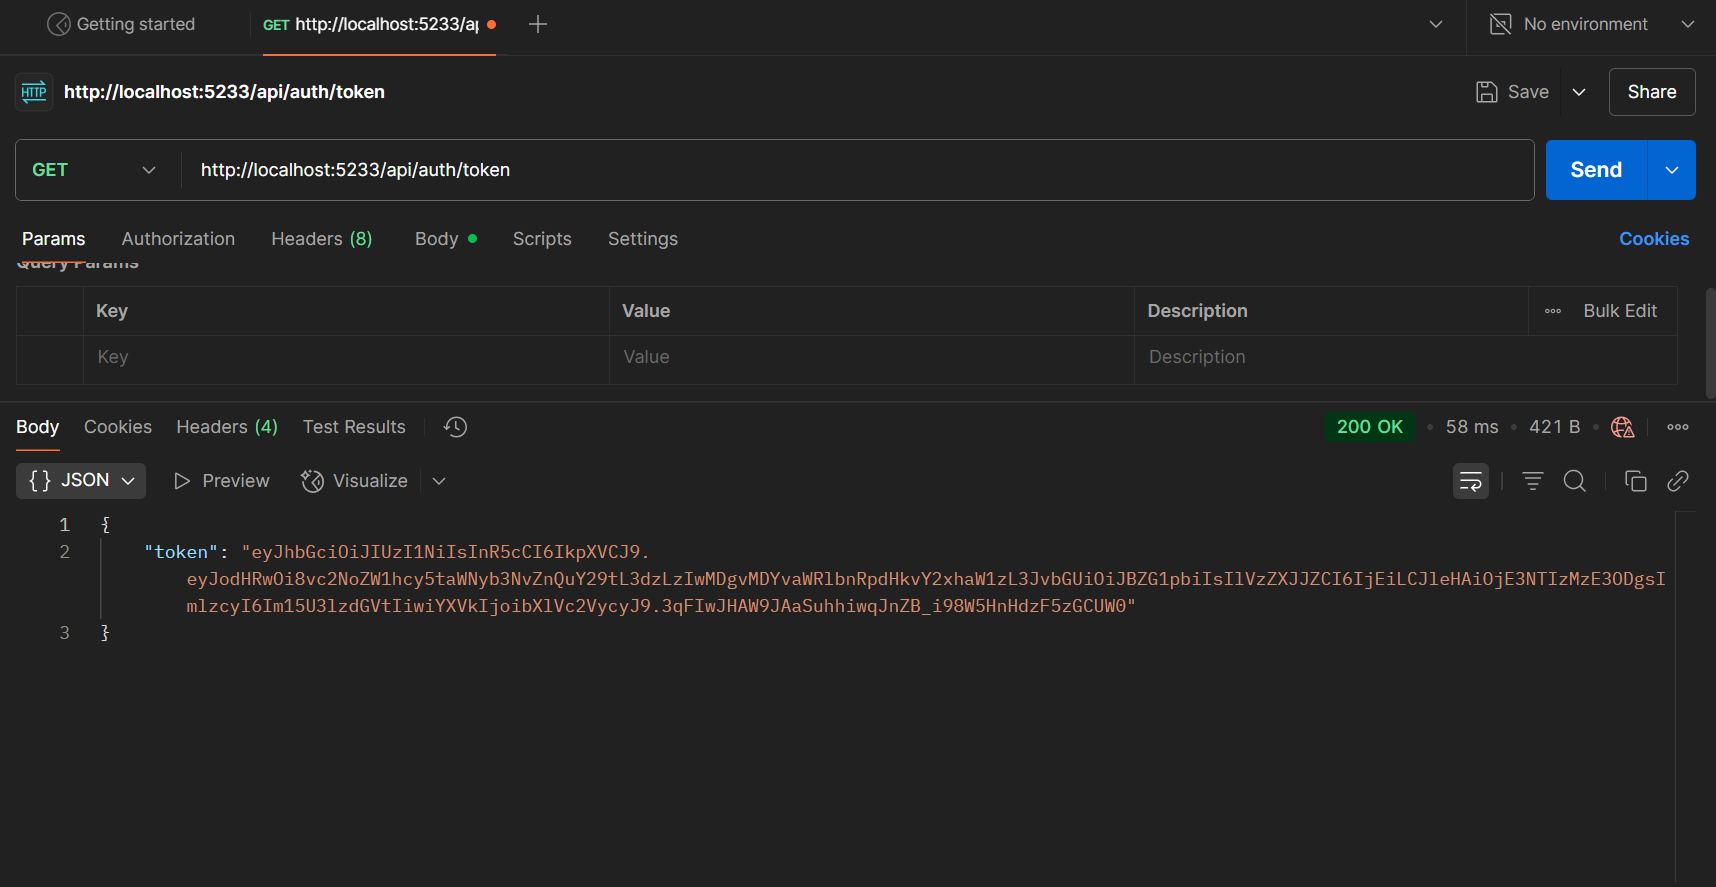 Getting started
GET http://localhost:5233/ap
No environment
HTTP http://localhost:5233/api/auth/token
Save
Share
GET
http://localhost:5233/api/auth/token
Send
Params
Authorization
Headers (8)
Body
Scripts
Settings
Cookies
Query Params
Key
Value
Description
Bulk Edit
Key
Value
Description
Body
Cookies
Headers (4)
Test Results
200 OK
58 ms
421 B
{} JSON
Preview
Visualize
1 {
2 "token": "eyJhbGciOiJIUzI1NiIsInR5cCI6IkpXVCJ9.
eyJodHRwOi8vc2NoZW1hcy5taWNyb3NvZnQuY29tL3dzLzIwMDgvMDYvaWRlbnRpdHkvY2xhaW1zL3JvbGUiOiJBZG1pbiIsIlVzZXJJZCI6IjEiLCJleHAiOjE3NTIzMzE3ODgsI
mlzcyI6Im15U3lzdGVtIiwiYXVkIjoibXlVc2VycyJ9.3qFIwJHAW9JAaSuhhiwqJnZB_i98W5HnHdzF5zGCUW0"
3 }